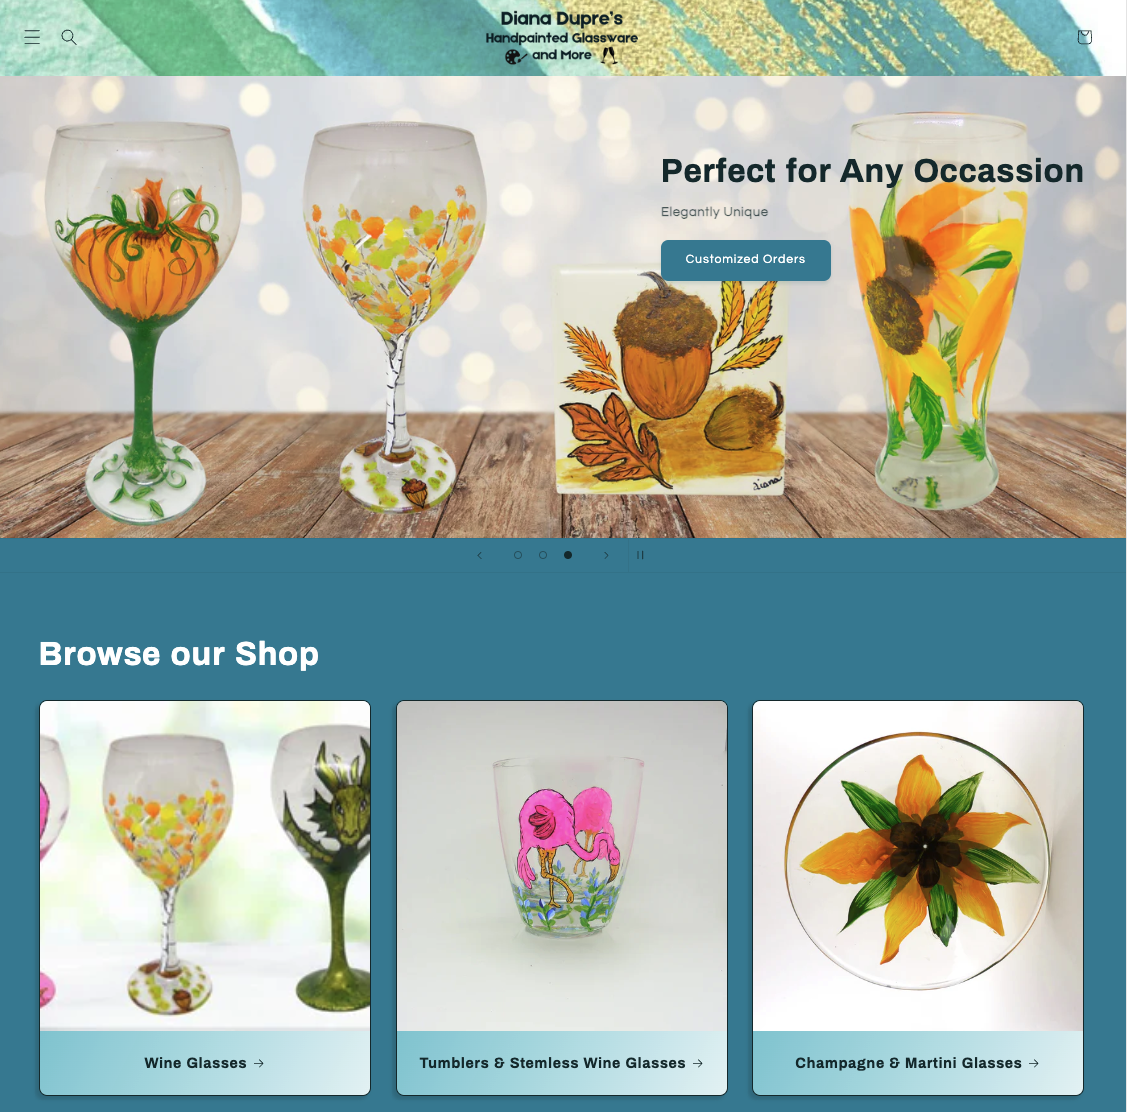 Diana Dupre's
Handpainted Glassware
and More
Perfect for Any Occassion
Elegantly Unique
Customized Orders
Diana
Browse our Shop
Wine Glasses →
Tumblers & Stemless Wine Glasses →
Champagne & Martini Glasses →